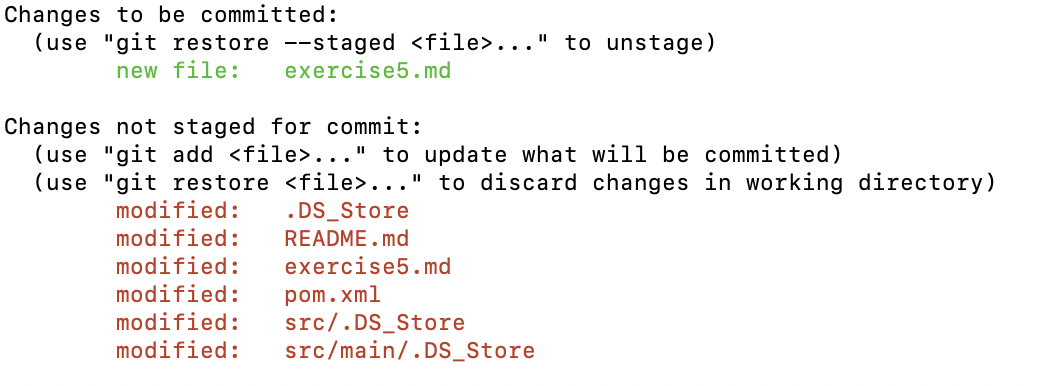 Changes to be committed:
  (use "git restore --staged <file>..." to unstage)
        new file:   exercise5.md

Changes not staged for commit:
  (use "git add <file>..." to update what will be committed)
  (use "git restore <file>..." to discard changes in working directory)
        modified:   .DS_Store
        modified:   README.md
        modified:   exercise5.md
        modified:   pom.xml
        modified:   src/.DS_Store
        modified:   src/main/.DS_Store